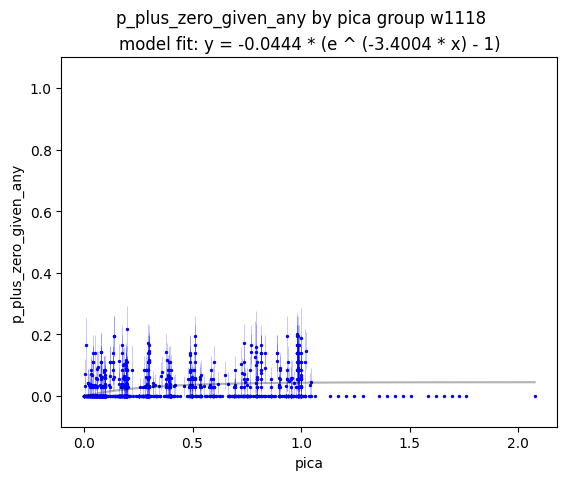 p_plus_zero_given_any by pica group w1118
model fit: y = -0.0444 * (e ^ (-3.4004 * x) - 1)
p_plus_zero_given_any
1.0
0.8
0.6
0.4
0.2
0.0
0.0 0.5 1.0 1.5 2.0
pica